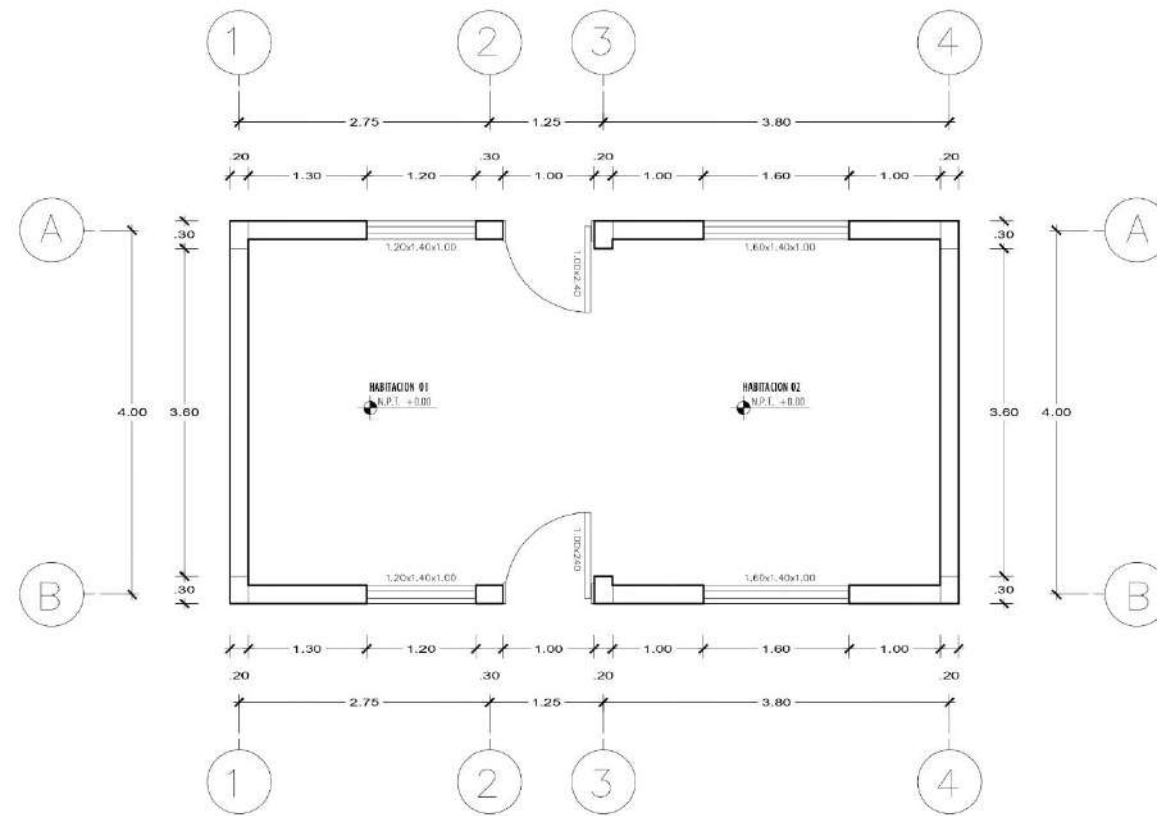 1 2 3 4
2.75 1.25 3.80
.20 .30 .20 .20
1.30 1.20 1.00 1.00 1.60 1.00
A A
.30 .30
1.20x1.40x1.00 1.60x1.40x1.00
1.00x2.40
HABITACION 01 HABITACION 02
N.P.T. +0.00 N.P.T. +0.00
4.00 3.60 3.60 4.00
1.00x240
1.20x1.40x1.00 1.60x1.40x1.00
.30 .30
B B
1.30 1.20 1.00 1.00 1.60 1.00
.20 .30 .20 .20
2.75 1.25 3.80
1 2 3 4